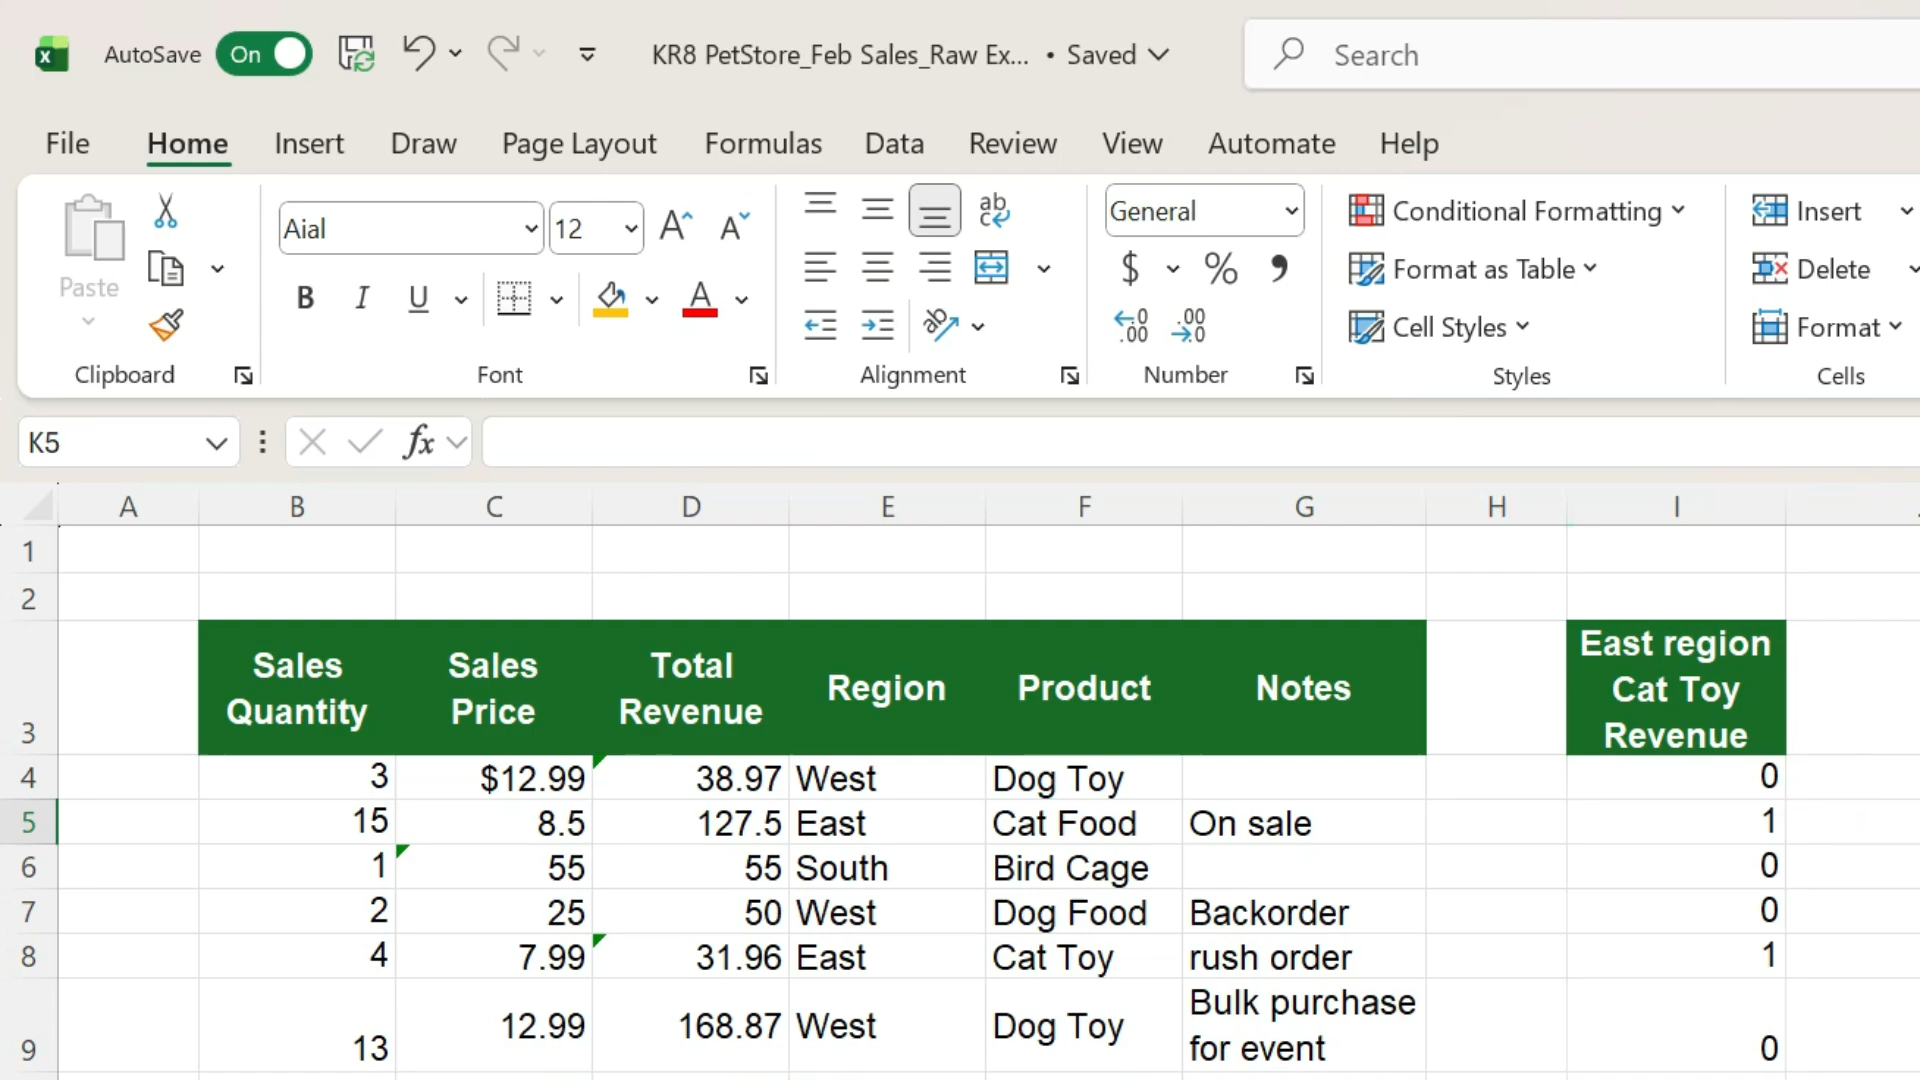 AutoSave On KR8 PetStore_Feb Sales_Raw Ex... • Saved Search
File Home Insert Draw Page Layout Formulas Data Review View Automate Help
Paste
Clipboard
Aial 12
B I U A
Font
ab
Alignment
General
$ % 9
Number
Conditional Formatting
Format as Table
Cell Styles
Styles
Insert
Delete
Format
Cells
K5 fx
A B C D E F G H I
1
2
3 Sales Quantity Sales Price Total Revenue Region Product Notes East region Cat Toy Revenue
4 3 $12.99 38.97 West Dog Toy 0
5 15 8.5 127.5 East Cat Food On sale 1
6 1 55 55 South Bird Cage 0
7 2 25 50 West Dog Food Backorder 0
8 4 7.99 31.96 East Cat Toy rush order 1
9 13 12.99 168.87 West Dog Toy Bulk purchase for event 0